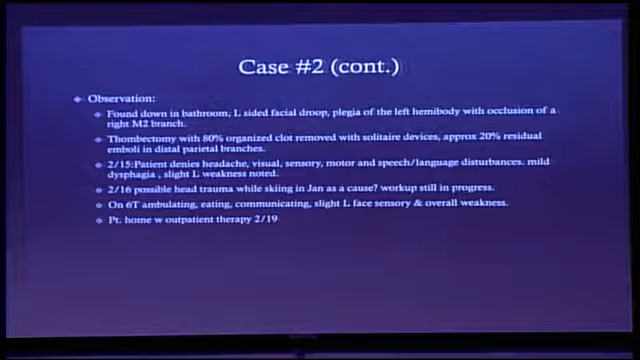 Case #2 (cont.)
Observation:
Found down in bathroom, L sided facial droop, plegia of the left hemibody with occlusion of a
right M2 branch.
Thombectomy with 80% organized clot removed with solitaire devices, approx 20% residual
emboli in distal parietal branches.
2/15:Patient denies headache, visual, sensory, motor and speech/language disturbances. mild
dysphagia , slight L weakness noted.
2/16 possible head trauma while skiing in Jan as a cause? workup still in progress.
On 6T ambulating, eating, communicating, slight L face sensory & overall weakness.
Pt. home w outpatient therapy 2/19